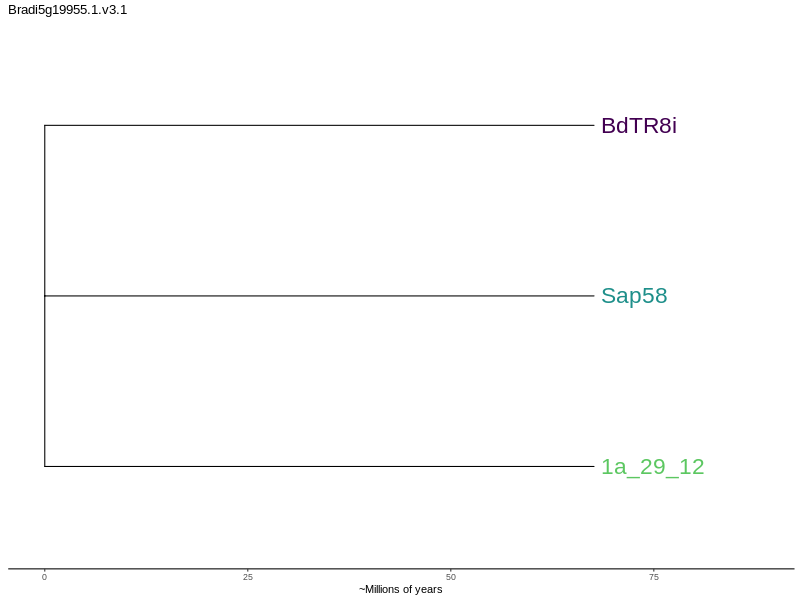 Bradi5g19955.1.v3.1
BdTR8i
Sap58
1a_29_12
0 25 50 75
~Millions of years